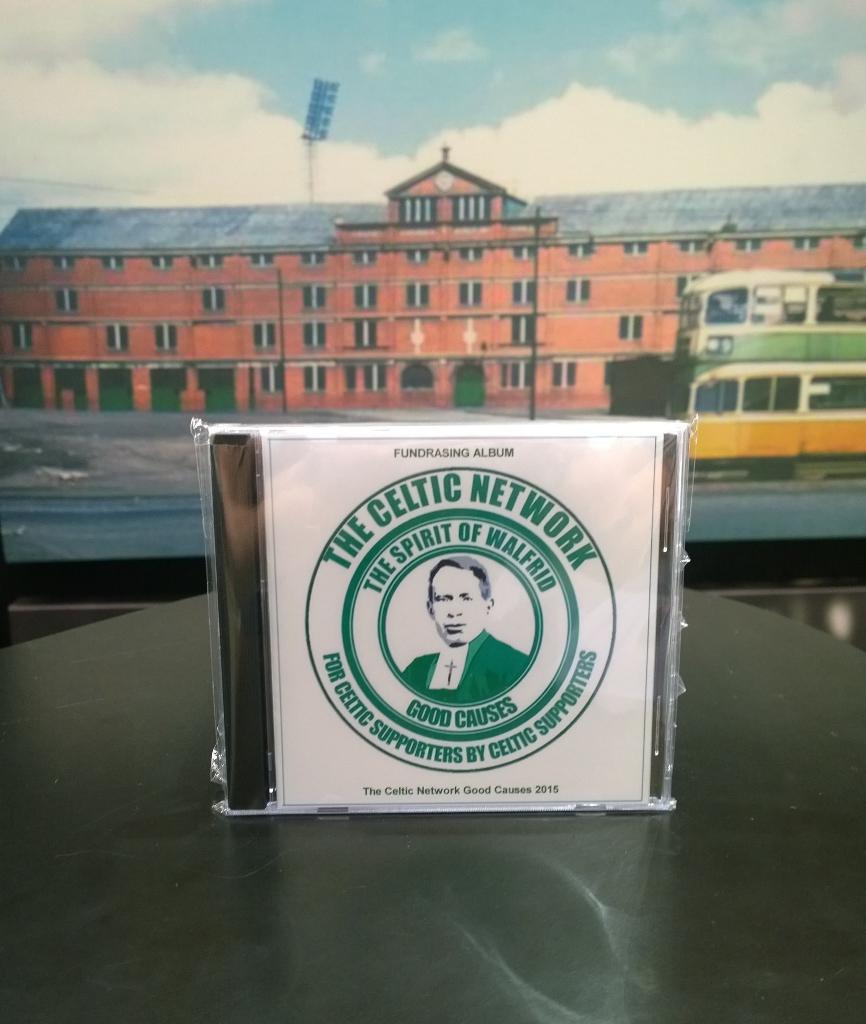 FUNDRASING ALBUM
THE CELTIC NETWORK
THE SPIRIT OF WALFRID
GOOD CAUSES
FOR CELTIC SUPPORTERS BY CELTIC SUPPORTERS
The Celtic Network Good Causes 2015